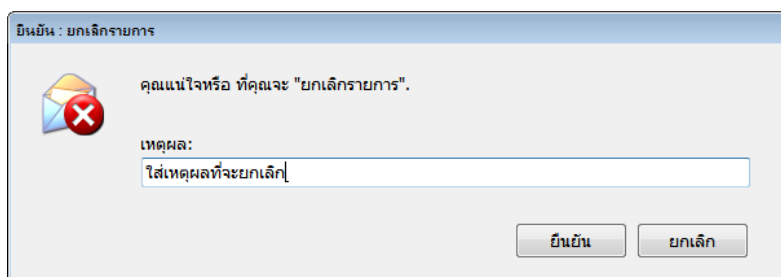 ยืนยัน : ยกเลิกรายการ
คุณแน่ใจหรือ ที่คุณจะ "ยกเลิกรายการ".
เหตุผล:
ใส่เหตุผลที่จะยกเลิก
ยืนยัน ยกเลิก